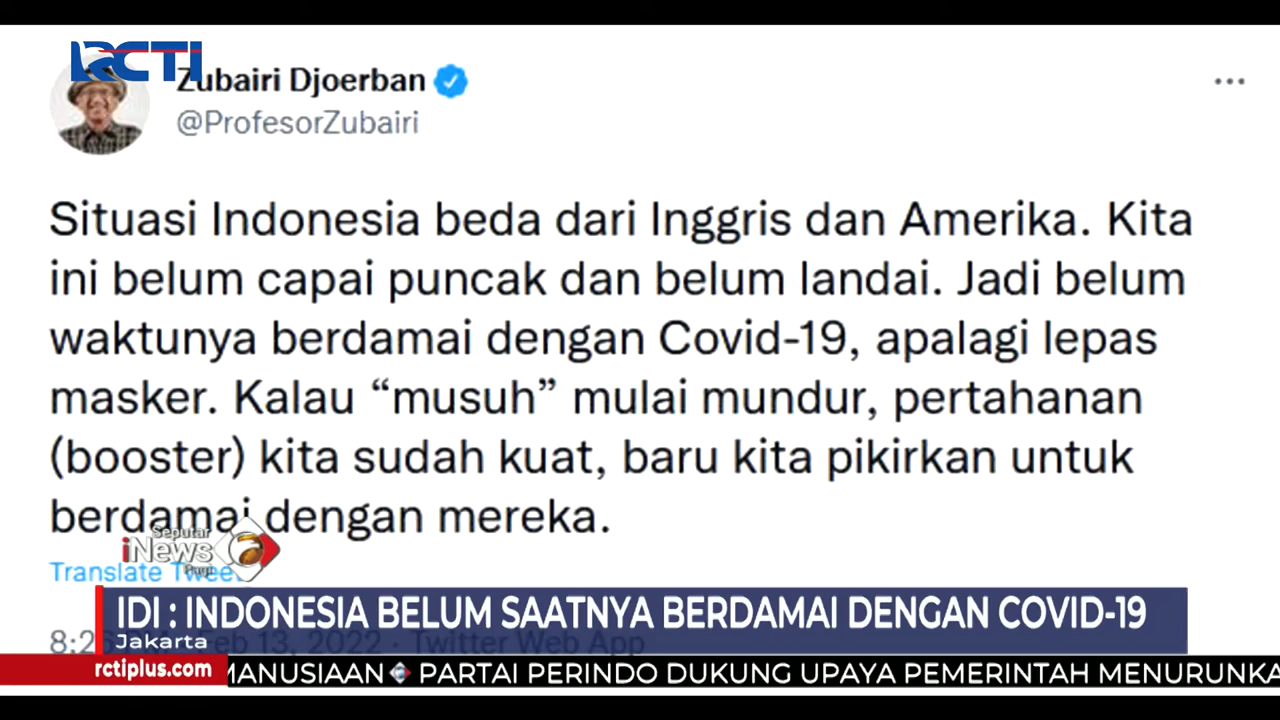 RCTI
Zubairi Djoerban
@ProfesorZubairi
Situasi Indonesia beda dari Inggris dan Amerika. Kita
ini belum capai puncak dan belum landai. Jadi belum
waktunya berdamai dengan Covid-19, apalagi lepas
masker. Kalau “musuh” mulai mundur, pertahanan
(booster) kita sudah kuat, baru kita pikirkan untuk
berdamai dengan mereka.
Seputar
iNews
Pagi
Translate Tweet
IDI : INDONESIA BELUM SAATNYA BERDAMAI DENGAN COVID-19
Jakarta
Feb 13, 2022 · Twitter Web App
rctiplus.com
MANUSIAAN PARTAI PERINDO DUKUNG UPAYA PEMERINTAH MENURUNKA